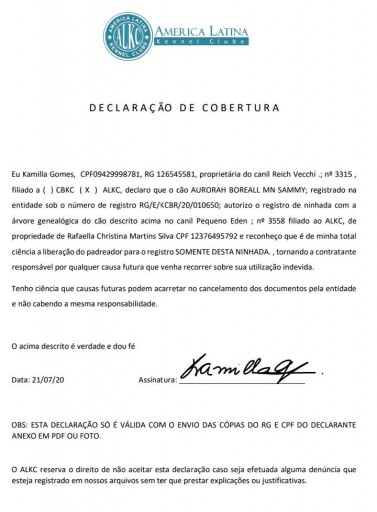 AMERICA LATINA
ALKC
KENNEL CLUBE
AMERICA LATINA
Kennel Clube
DECLARAÇÃO DE COBERTURA
Eu Kamilla Gomes, CPF09429998781, RG 126545581, proprietária do canil Reich Vecchi .; nº 3315 ,
filiado a ( ) CBKC ( X ) ALKC, declaro que o cão AURORAH BOREALL MN SAMMY; registrado na
entidade sob o número de registro RG/E/KCBR/20/010650; autorizo o registro de ninhada com a
árvore genealógica do cão descrito acima no canil Pequeno Eden ; nº 3558 filiado ao ALKC, de
propriedade de Rafaella Christina Martins Silva CPF 12376495792 e reconheço que é de minha total
ciência a liberação do padreador para o registro SOMENTE DESTA NINHADA. , tornando a contratante
responsável por qualquer causa futura que venha recorrer sobre sua utilização indevida.
Tenho ciência que causas futuras podem acarretar no cancelamento dos documentos pela entidade
e não cabendo a mesma responsabilidade.
O acima descrito é verdade e dou fé
Data: 21/07/20 Assinatura: Kamilla G.
OBS: ESTA DECLARAÇÃO SÓ É VÁLIDA COM O ENVIO DAS CÓPIAS DO RG E CPF DO DECLARANTE
ANEXO EM PDF OU FOTO.
O ALKC reserva o direito de não aceitar esta declaração caso seja efetuada alguma denúncia que
esteja registrado em nossos arquivos sem ter que prestar explicações ou justificativas.